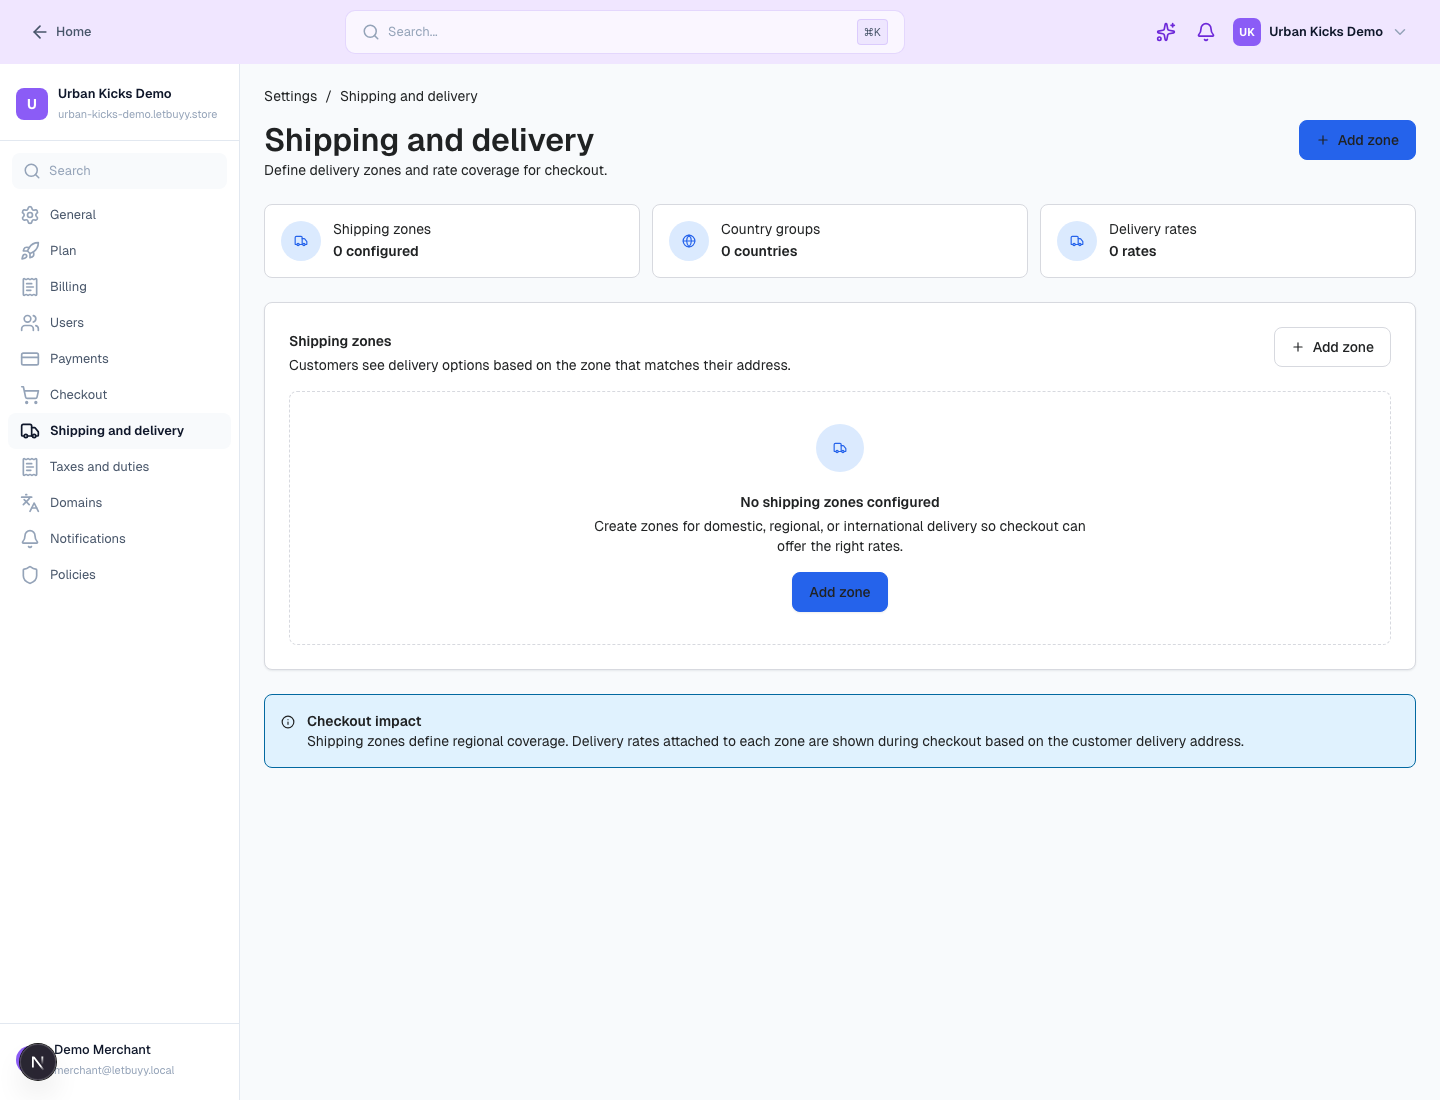 Home
Search...
⌘K
UK
Urban Kicks Demo
U
Urban Kicks Demo
urban-kicks-demo.letbuyy.store
Search
General
Plan
Billing
Users
Payments
Checkout
Shipping and delivery
Taxes and duties
Domains
Notifications
Policies
N
Demo Merchant
merchant@letbuyy.local
Settings / Shipping and delivery
Shipping and delivery
Define delivery zones and rate coverage for checkout.
Add zone
Shipping zones
0 configured
Country groups
0 countries
Delivery rates
0 rates
Shipping zones
Customers see delivery options based on the zone that matches their address.
Add zone
No shipping zones configured
Create zones for domestic, regional, or international delivery so checkout can
offer the right rates.
Add zone
Checkout impact
Shipping zones define regional coverage. Delivery rates attached to each zone are shown during checkout based on the customer delivery address.